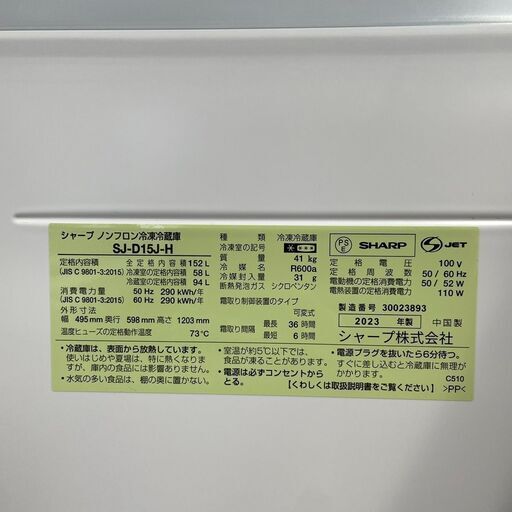 シャープ ノンフロン冷凍冷蔵庫
SJ-D15J-H
定格内容積 全定格内容積 152 L
(JIS C 9801-3:2015) 冷凍室の定格内容積 58 L
冷蔵室の定格内容積 94 L
消費電力量 50 Hz 290 kWh/年
(JIS C 9801-3:2015) 60 Hz 290 kWh/年
外形寸法
幅 495 mm 奥行 598 mm 高さ 1203 mm
温度ヒューズの定格動作温度 73℃
種類 冷凍冷蔵庫
冷凍室の記号
質量 41 kg
冷媒名 R600a
冷媒封入量 31 g
断熱発泡ガス シクロペンタン
霜取り制御装置のタイプ
可変式
霜取り間隔 最長 36 時間
最短 6 時間
PSE SHARP S JET
定格電圧 100 V
定格周波数 50 / 60 Hz
電動機の定格消費電力 50 / 52 W
電熱装置の定格消費電力 110 W
製造番号 30023893
2023 年製 中国製
シャープ株式会社
•冷蔵庫は、表面から放熱しています。
使いはじめや夏場は、特に熱くなりま
すが、庫内の食品には影響ありません。
•水気の多い食品は、棚の奥に置かない。
•室温が約5℃以下では、
食品が凍ることがあります。
•電源は必ずコンセントから
とる。
•電源プラグを抜いたら6分待つ。
すぐに差し込むと冷蔵庫に無理が
かかります。
【くわしくは取扱説明書をご覧ください】
C510
>PP<